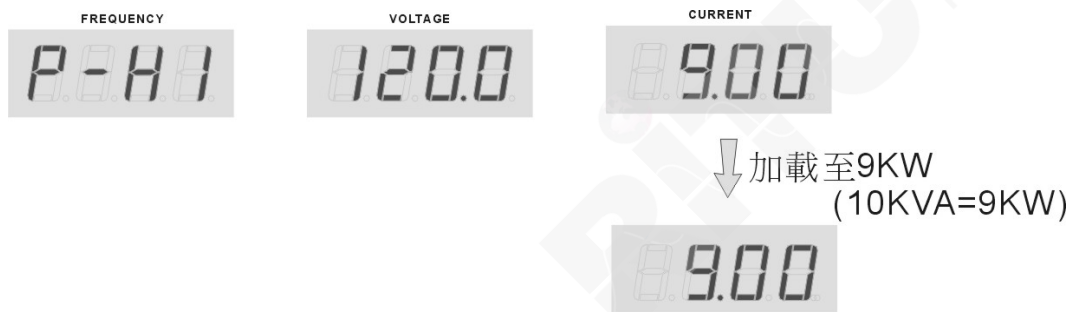 FREQUENCY VOLTAGE CURRENT
P-H1 120.0 9.00
加載至9KW
(10KVA=9KW)
9.00